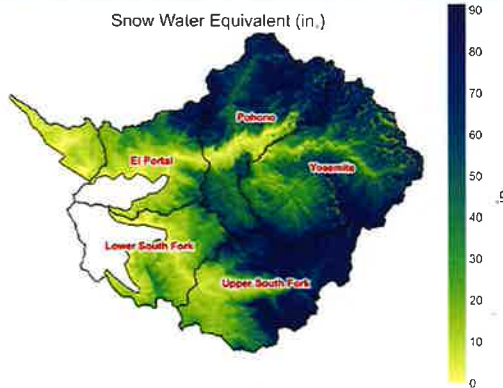 Snow Water Equivalent (in.)
Pohono
El Portal
Yosemite
Lower South Fork
Upper South Fork
90
80
70
60
50
40
30
20
10
0
in